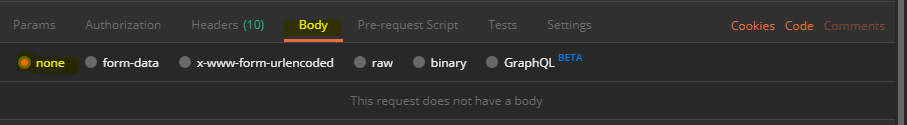 Params Authorization Headers (10) Body Pre-request Script Tests Settings Cookies Code Comments
none form-data x-www-form-urlencoded raw binary GraphQL BETA
This request does not have a body